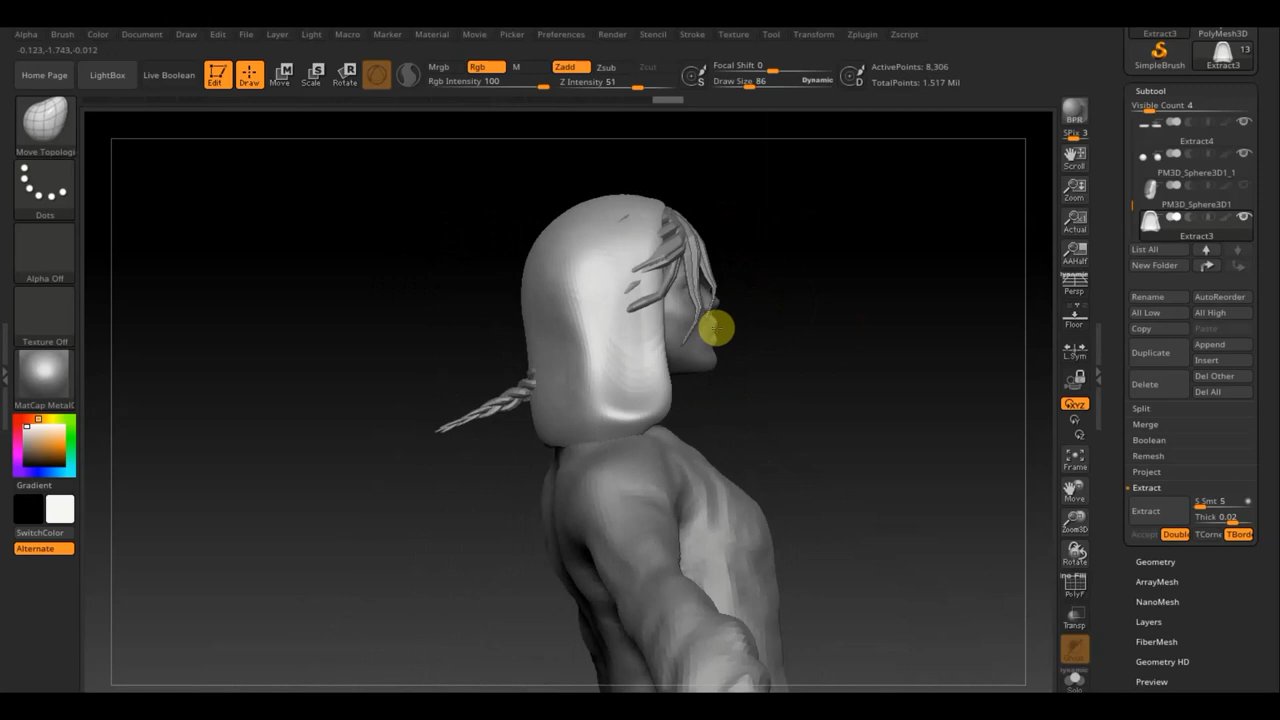 Alpha Brush Color Document Draw Edit File Layer Light Macro Marker Material Movie Picker Preferences Render Stencil Stroke Texture Tool Transform Zplugin Zscript
-0.123,-1.743,-0.012
Home Page
LightBox
Live Boolean
Edit
Draw
Move
Scale
Rotate
Mrgb
Rgb
M
Rgb Intensity 100
Zadd
Zsub
Zcut
Z Intensity 51
Focal Shift 0
Draw Size 86
Dynamic
ActivePoints: 8,306
TotalPoints: 1.517 Mil
Move Topologi
Dots
Alpha Off
Texture Off
MatCap MetalC
Gradient
SwitchColor
Alternate
BPR
SPix 3
Scroll
Zoom
Actual
AAHalf
Dynamic
Persp
Floor
L.Sym
XYZ
Y
Z
Frame
Move
Zoom3D
Rotate
PolyF
Transp
Solo
Extract3
PolyMesh3D
SimpleBrush
13
Extract3
Subtool
Visible Count 4
Extract4
PM3D_Sphere3D1_1
PM3D_Sphere3D1
Extract3
List All
New Folder
Rename
AutoReorder
All Low
All High
Copy
Paste
Duplicate
Append
Insert
Delete
Del Other
Del All
Split
Merge
Boolean
Remesh
Project
Extract
Extract
S Smt 5
Thick 0.02
Accept
Double
TCorne
TBorde
Geometry
ArrayMesh
NanoMesh
Layers
FiberMesh
Geometry HD
Preview